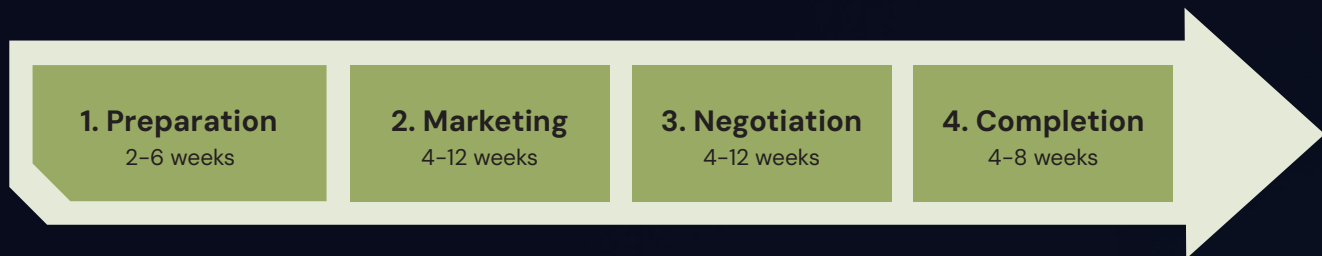 1. Preparation
2-6 weeks
2. Marketing
4-12 weeks
3. Negotiation
4-12 weeks
4. Completion
4-8 weeks